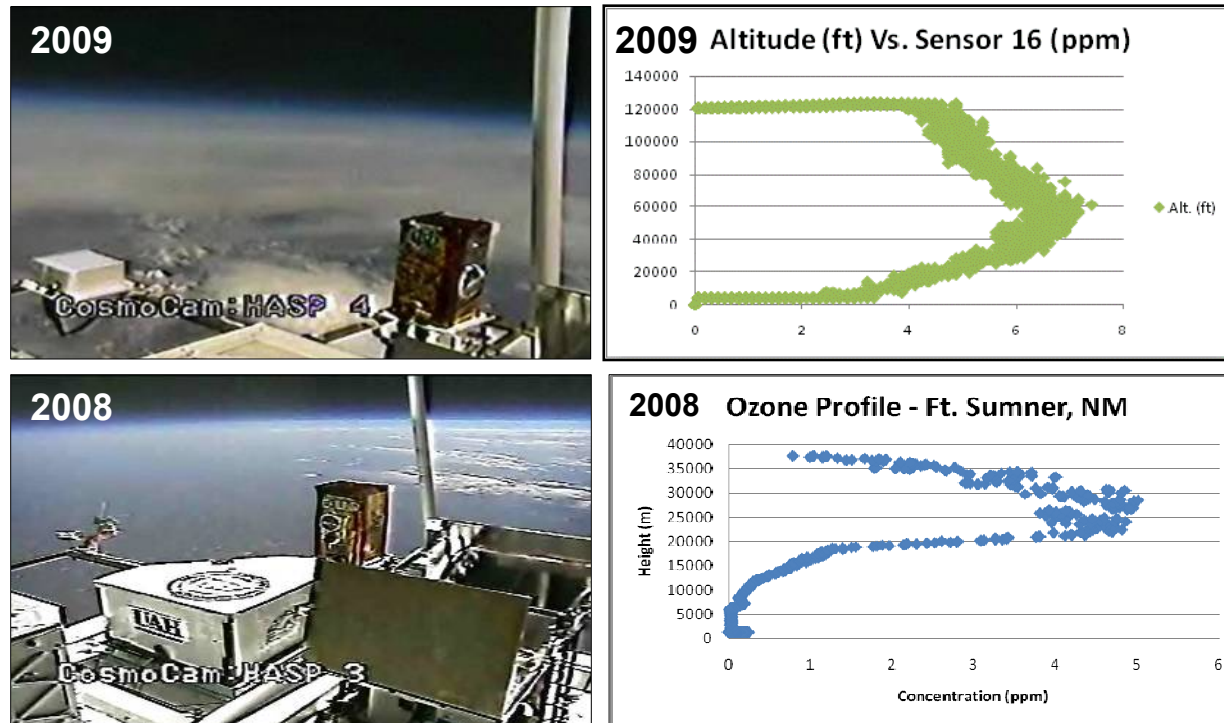 2009
CosmoCam:HASP 4
2009 Altitude (ft) Vs. Sensor 16 (ppm)
140000
120000
100000
80000
60000
40000
20000
0
0 2 4 6 8
Alt. (ft)
2008
UAH
CosmoCam:HASP 3
2008 Ozone Profile - Ft. Sumner, NM
Height (m)
40000
35000
30000
25000
20000
15000
10000
5000
0
0 1 2 3 4 5 6
Concentration (ppm)